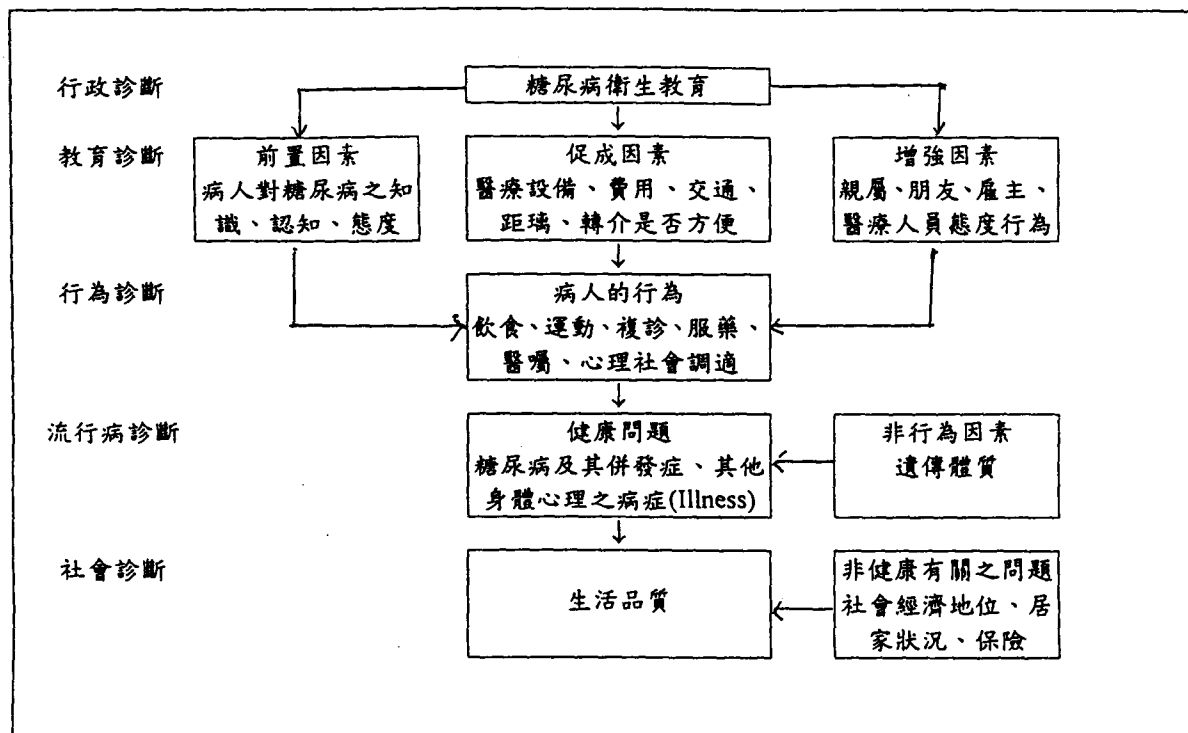 行政診斷
糖尿病衛生教育
教育診斷
前置因素
病人對糖尿病之知
識、認知、態度
促成因素
醫療設備、費用、交通、
距璃、轉介是否方便
增強因素
親屬、朋友、雇主、
醫療人員態度行為
行為診斷
病人的行為
飲食、運動、複診、服藥、
醫囑、心理社會調適
流行病診斷
健康問題
糖尿病及其併發症、其他
身體心理之病症(Illness)
非行為因素
遺傳體質
社會診斷
生活品質
非健康有關之問題
社會經濟地位、居
家狀況、保險